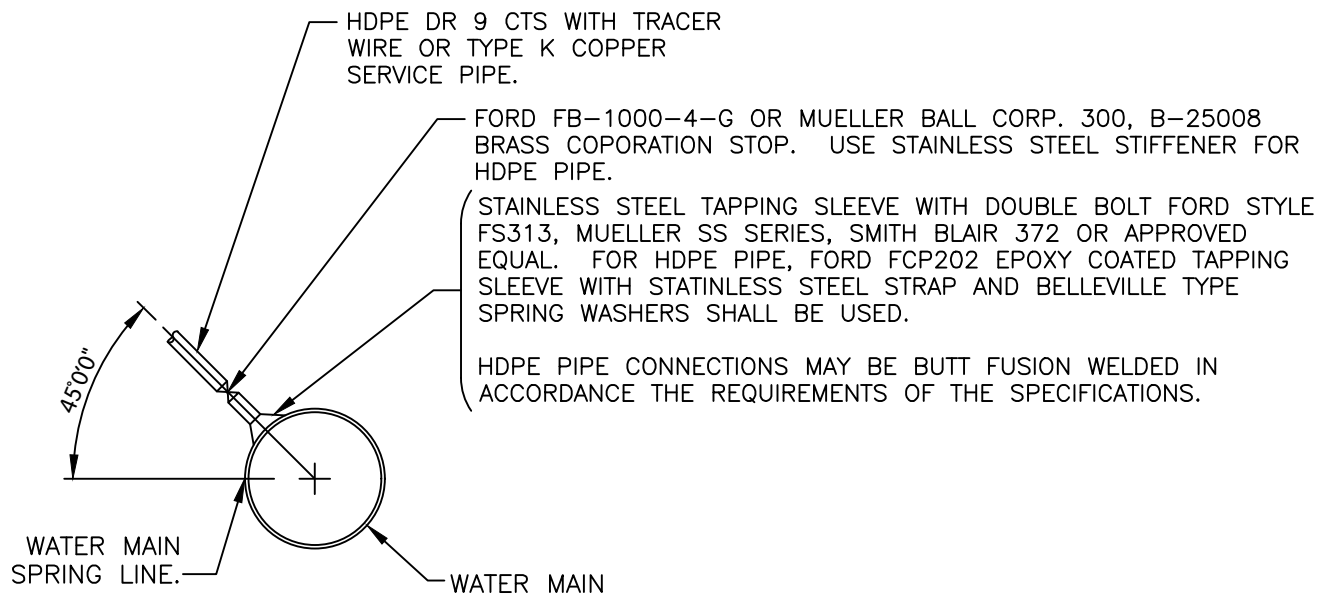 HDPE DR 9 CTS WITH TRACER
WIRE OR TYPE K COPPER
SERVICE PIPE.
FORD FB-1000-4-G OR MUELLER BALL CORP. 300, B-25008
BRASS COPORATION STOP. USE STAINLESS STEEL STIFFENER FOR
HDPE PIPE.
STAINLESS STEEL TAPPING SLEEVE WITH DOUBLE BOLT FORD STYLE
FS313, MUELLER SS SERIES, SMITH BLAIR 372 OR APPROVED
EQUAL. FOR HDPE PIPE, FORD FCP202 EPOXY COATED TAPPING
SLEEVE WITH STATINLESS STEEL STRAP AND BELLEVILLE TYPE
SPRING WASHERS SHALL BE USED.
HDPE PIPE CONNECTIONS MAY BE BUTT FUSION WELDED IN
ACCORDANCE THE REQUIREMENTS OF THE SPECIFICATIONS.
45°0'0"
WATER MAIN
SPRING LINE.
WATER MAIN